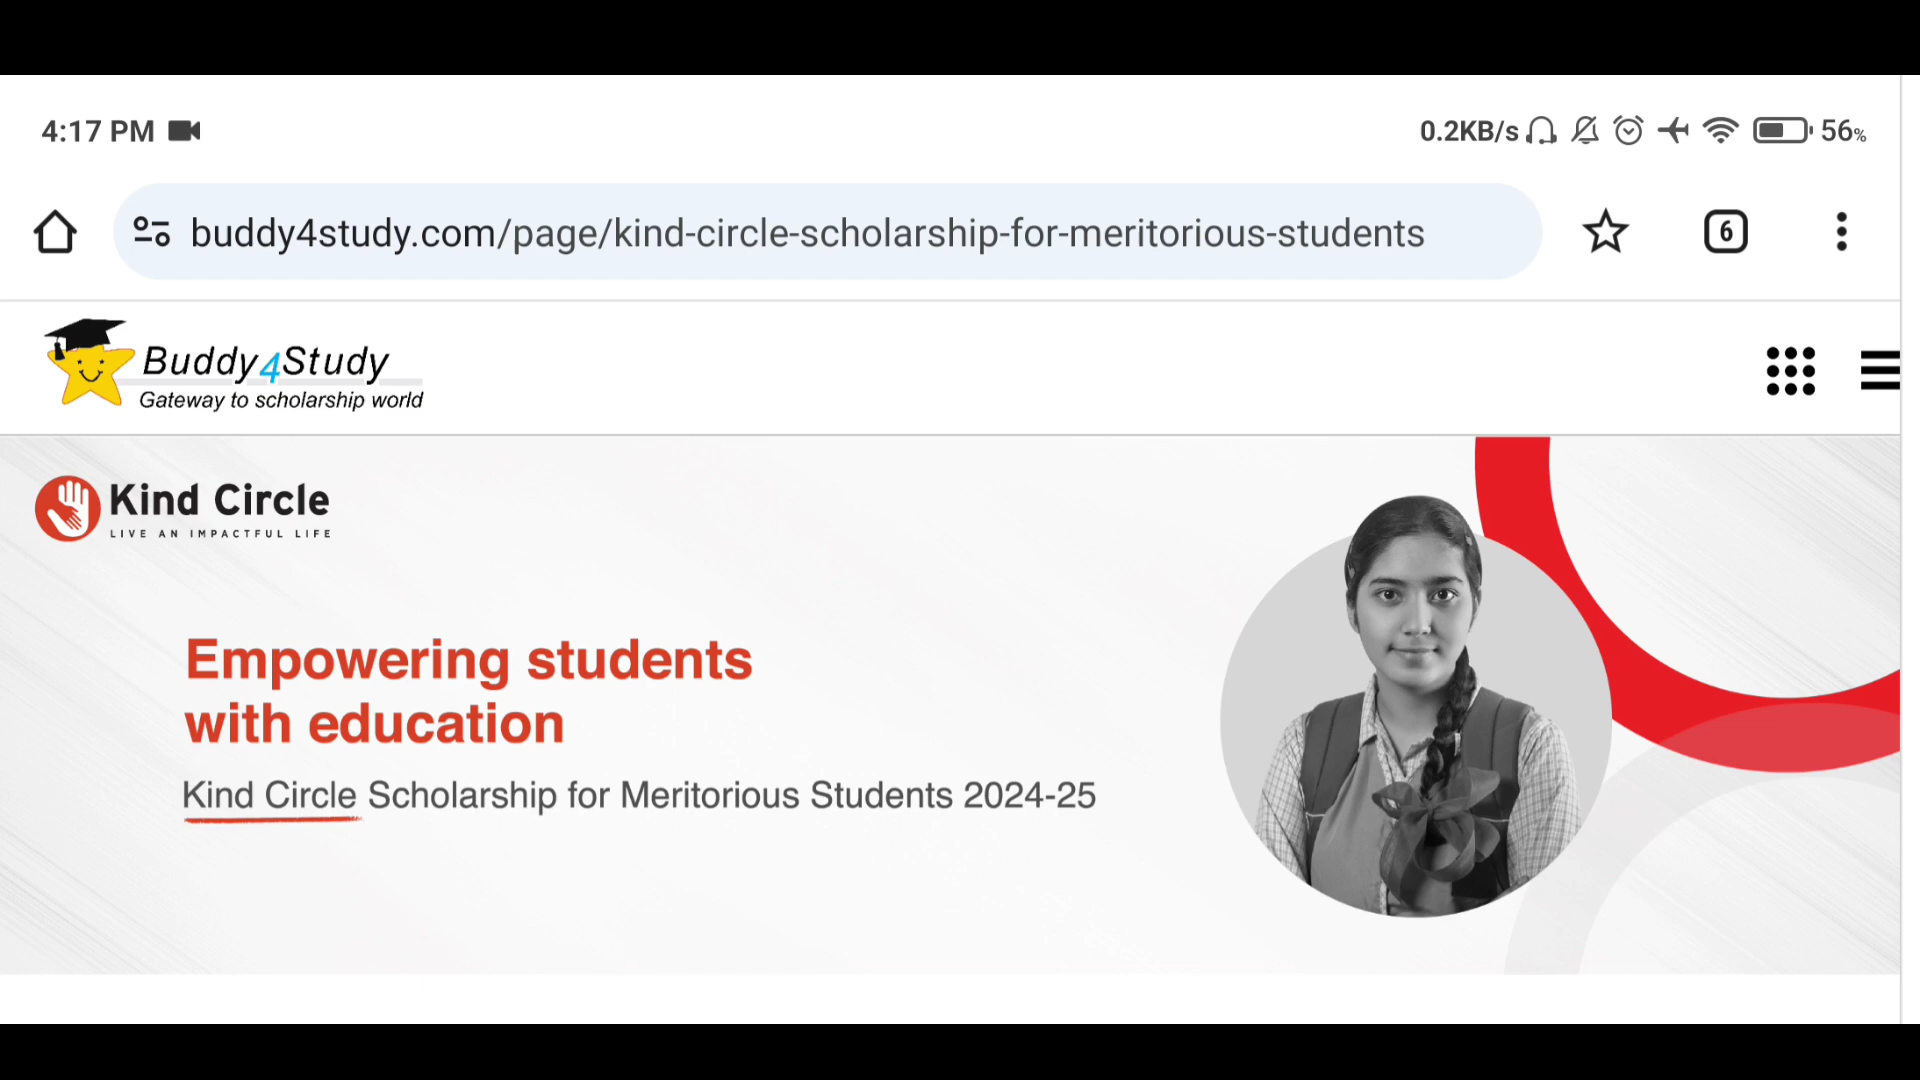 4:17 PM
0.2KB/s 56%
buddy4study.com/page/kind-circle-scholarship-for-meritorious-students
6
Buddy4Study
Gateway to scholarship world
Kind Circle
LIVE AN IMPACTFUL LIFE
Empowering students
with education
Kind Circle Scholarship for Meritorious Students 2024-25